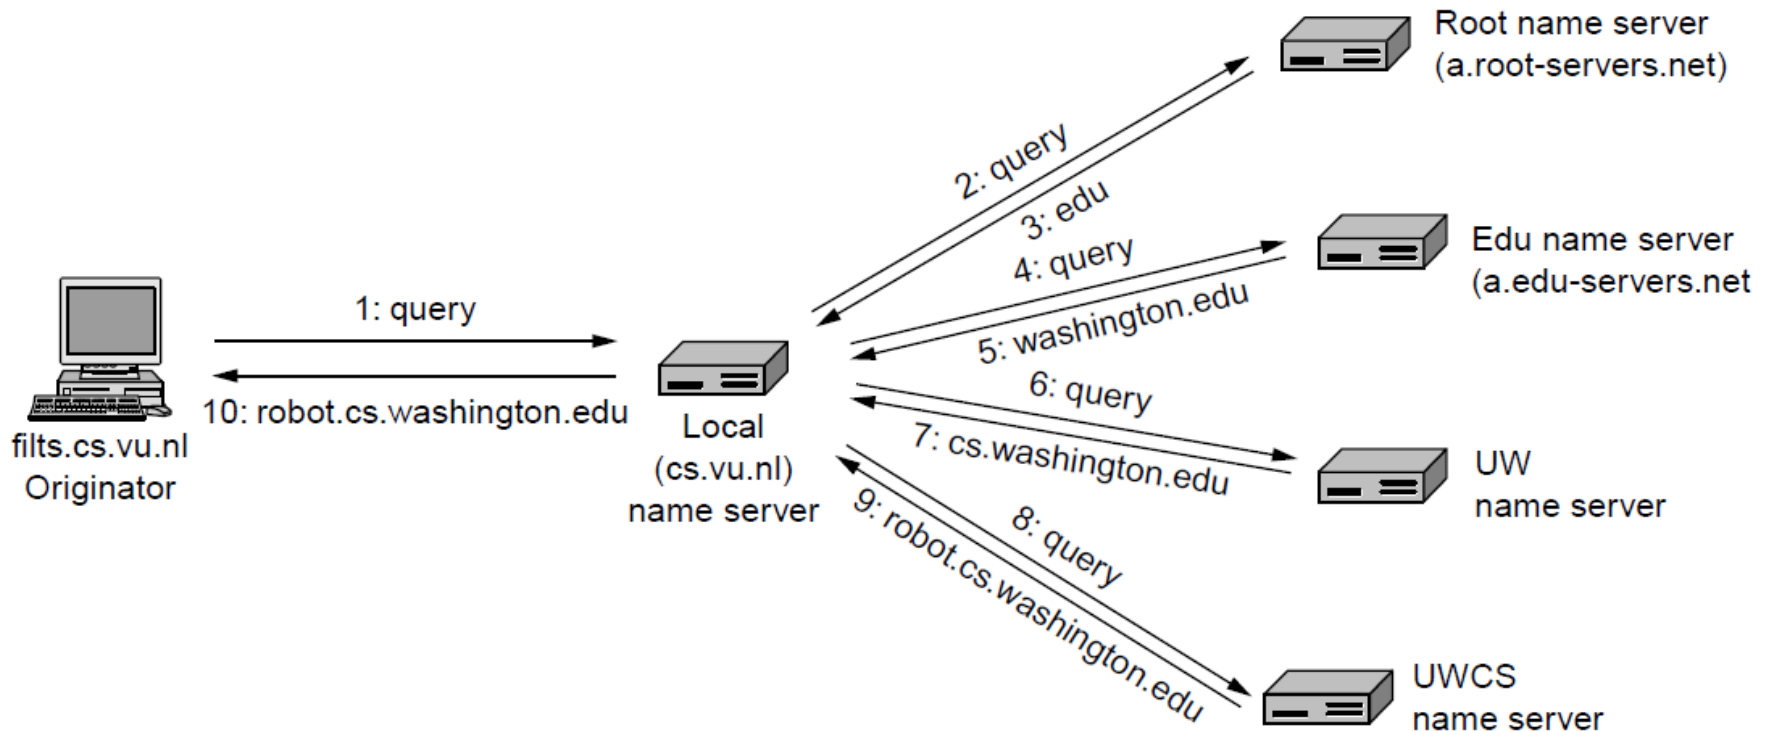 Root name server
(a.root-servers.net)
2: query
3: edu
Edu name server
(a.edu-servers.net
4: query
5: washington.edu
1: query
10: robot.cs.washington.edu
filts.cs.vu.nl
Originator
Local
(cs.vu.nl)
name server
6: query
7: cs.washington.edu
UW
name server
8: query
9: robot.cs.washington.edu
UWCS
name server